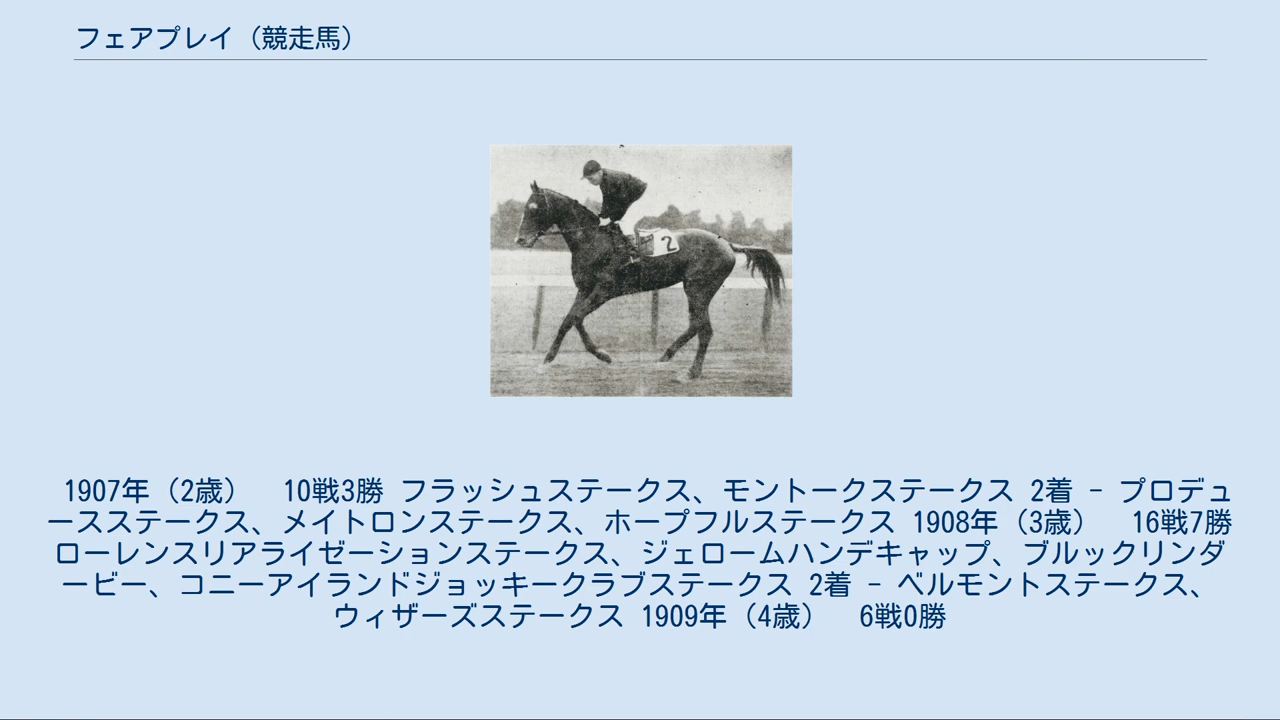 フェアプレイ（競走馬）
2
1907年（2歳）　10戦3勝 フラッシュステークス、モントークステークス 2着 - プロデュ
ースステークス、メイトロンステークス、ホープフルステークス 1908年（3歳）　16戦7勝
ローレンスリアライゼーションステークス、ジェロームハンデキャップ、ブルックリンダ
ービー、コニーアイランドジョッキークラブステークス 2着 - ベルモントステークス、
ウィザーズステークス 1909年（4歳）　6戦0勝